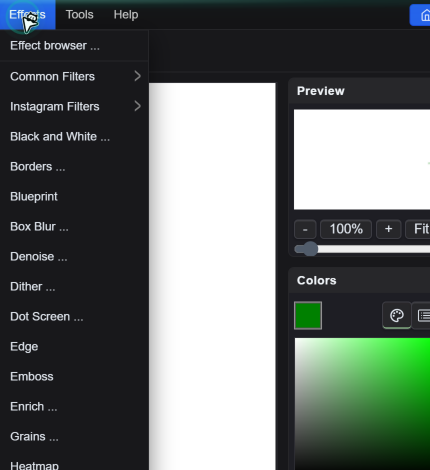 Effects Tools Help
Effect browser ...
Common Filters
Instagram Filters
Black and White ...
Borders ...
Blueprint
Box Blur ...
Denoise ...
Dither ...
Dot Screen ...
Edge
Emboss
Enrich ...
Grains ...
Heatmap
Preview
- 100% + Fit
Colors